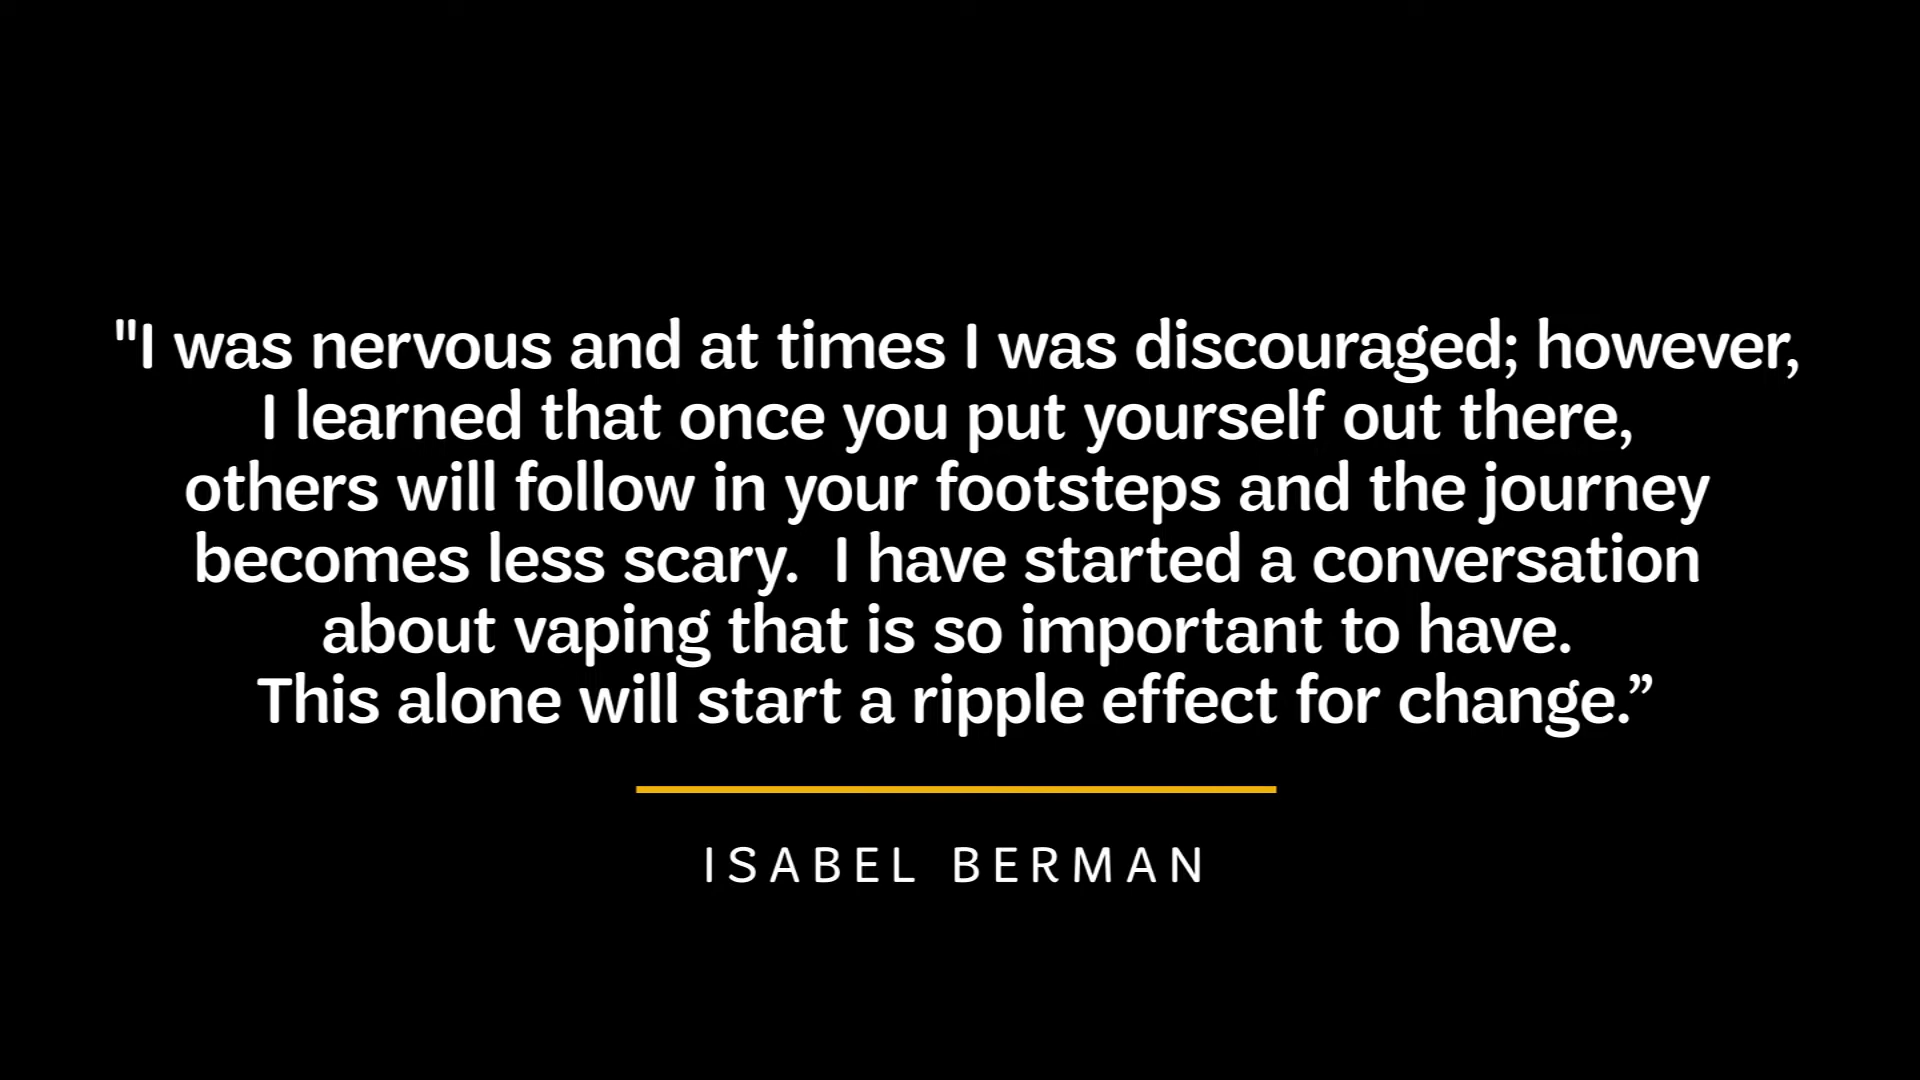 "I was nervous and at times I was discouraged; however,
I learned that once you put yourself out there,
others will follow in your footsteps and the journey
becomes less scary.  I have started a conversation
about vaping that is so important to have.
This alone will start a ripple effect for change.”
ISABEL BERMAN